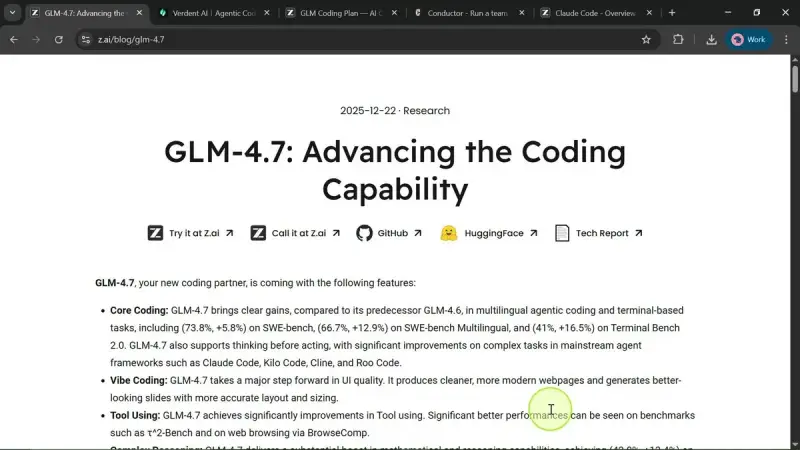 GLM-4.7: Advancing the
Verdent AI | Agentic Co
GLM Coding Plan — AI
Conductor - Run a team
Claude Code - Overview
z.ai/blog/glm-4.7
Work
2025-12-22 · Research
GLM-4.7: Advancing the Coding
Capability
Try it at Z.ai
Call it at Z.ai
GitHub
HuggingFace
Tech Report
GLM-4.7, your new coding partner, is coming with the following features:
• Core Coding: GLM-4.7 brings clear gains, compared to its predecessor GLM-4.6, in multilingual agentic coding and terminal-based
tasks, including (73.8%, +5.8%) on SWE-bench, (66.7%, +12.9%) on SWE-bench Multilingual, and (41%, +16.5%) on Terminal Bench
2.0. GLM-4.7 also supports thinking before acting, with significant improvements on complex tasks in mainstream agent
frameworks such as Claude Code, Kilo Code, Cline, and Roo Code.
• Vibe Coding: GLM-4.7 takes a major step forward in UI quality. It produces cleaner, more modern webpages and generates better-
looking slides with more accurate layout and sizing.
• Tool Using: GLM-4.7 achieves significantly improvements in Tool using. Significant better performances can be seen on benchmarks
such as τ^2-Bench and on web browsing via BrowseComp.